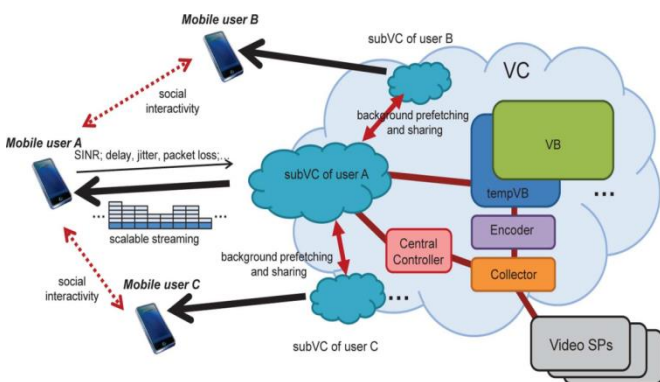 Mobile user B
subVC of user B
VC
social
interactivity
background prefetching
and sharing
VB
Mobile user A
SINR; delay, jitter, packet loss;...
subVC of user A
tempVB
...
...
...
scalable streaming
Encoder
Central
Controller
background prefetching
and sharing
Collector
social
interactivity
Mobile user C
...
subVC of user C
Video SPs